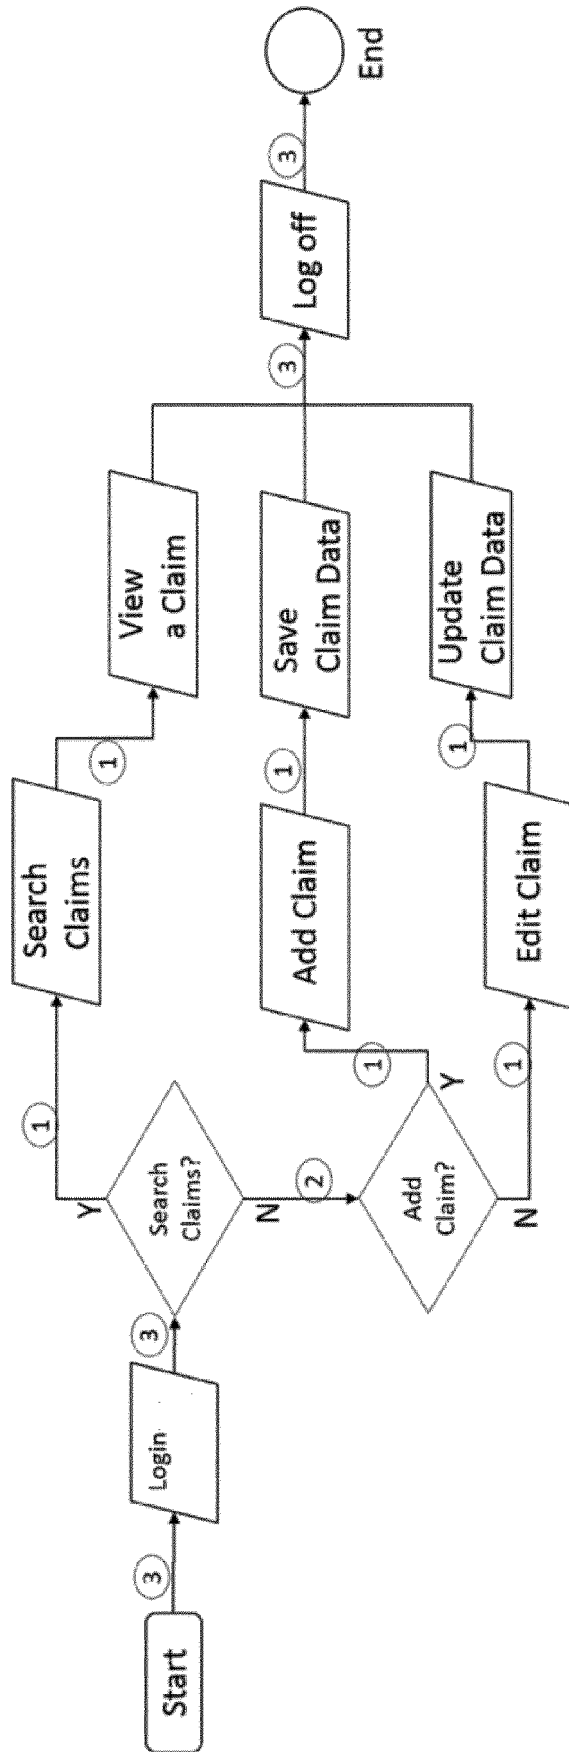 Start
3
Login
3
Search
Claims?
Y
1
Search
Claims
1
View
a Claim
N
2
Add
Claim?
Y
1
Add Claim
1
Save
Claim Data
N
1
Edit Claim
1
Update
Claim Data
3
Log off
3
End